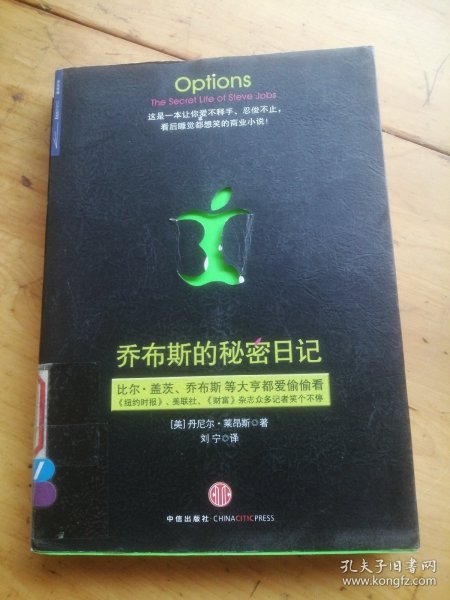 Options
The Secret Life of Steve Jobs
这是一本让你爱不释手、忍俊不止，
看后睡觉都想笑的商业小说！
乔布斯的秘密日记
比尔·盖茨、乔布斯 等大亨都爱偷偷看
《纽约时报》、美联社、《财富》杂志众多记者笑个不停
［美］丹尼尔·莱昂斯◎著
刘宁◎译
中信出版社·CHINACITICPRESS
孔夫子旧书网
www.kongfz.com